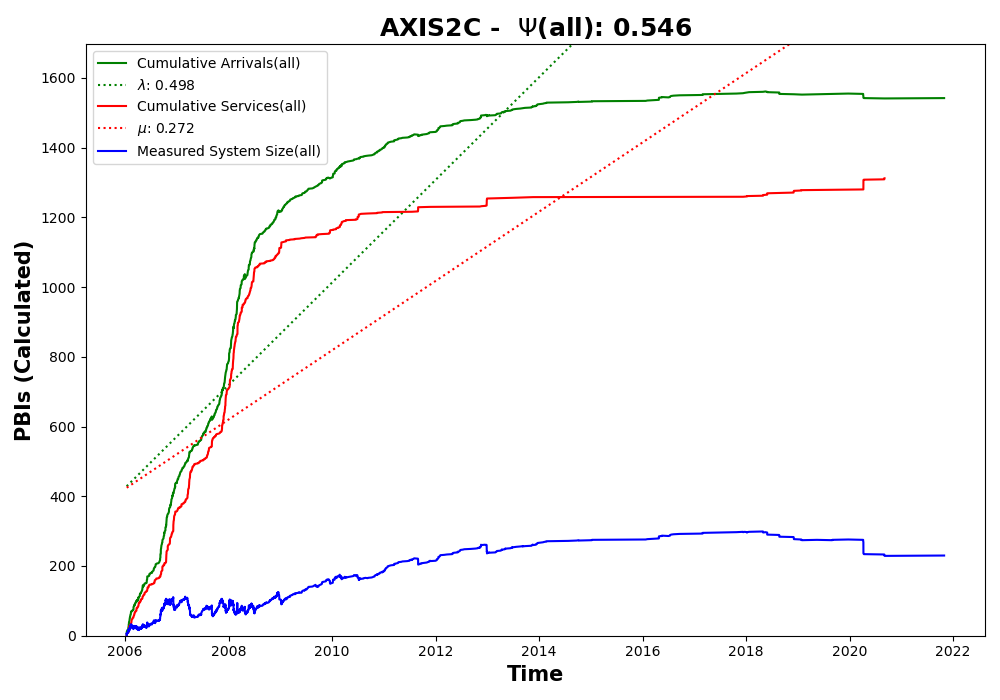 AXIS2C - Ψ(all): 0.546
Cumulative Arrivals(all)
λ: 0.498
Cumulative Services(all)
μ: 0.272
Measured System Size(all)
PBIs (Calculated)
1600
1400
1200
1000
800
600
400
200
0
2006 2008 2010 2012 2014 2016 2018 2020 2022
Time